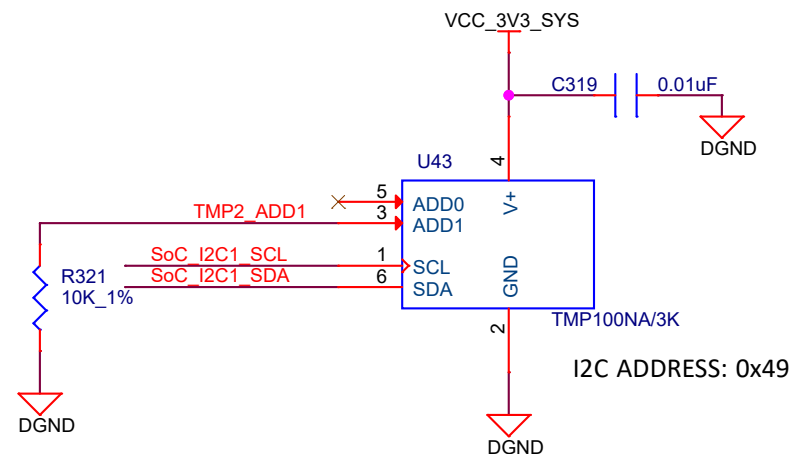 VCC_3V3_SYS
C319
0.01uF
DGND
U43
4
V+
5
ADD0
TMP2_ADD1
3
ADD1
SoC_I2C1_SCL
1
SCL
SoC_I2C1_SDA
6
SDA
GND
R321
10K_1%
2
TMP100NA/3K
I2C ADDRESS: 0x49
DGND
DGND